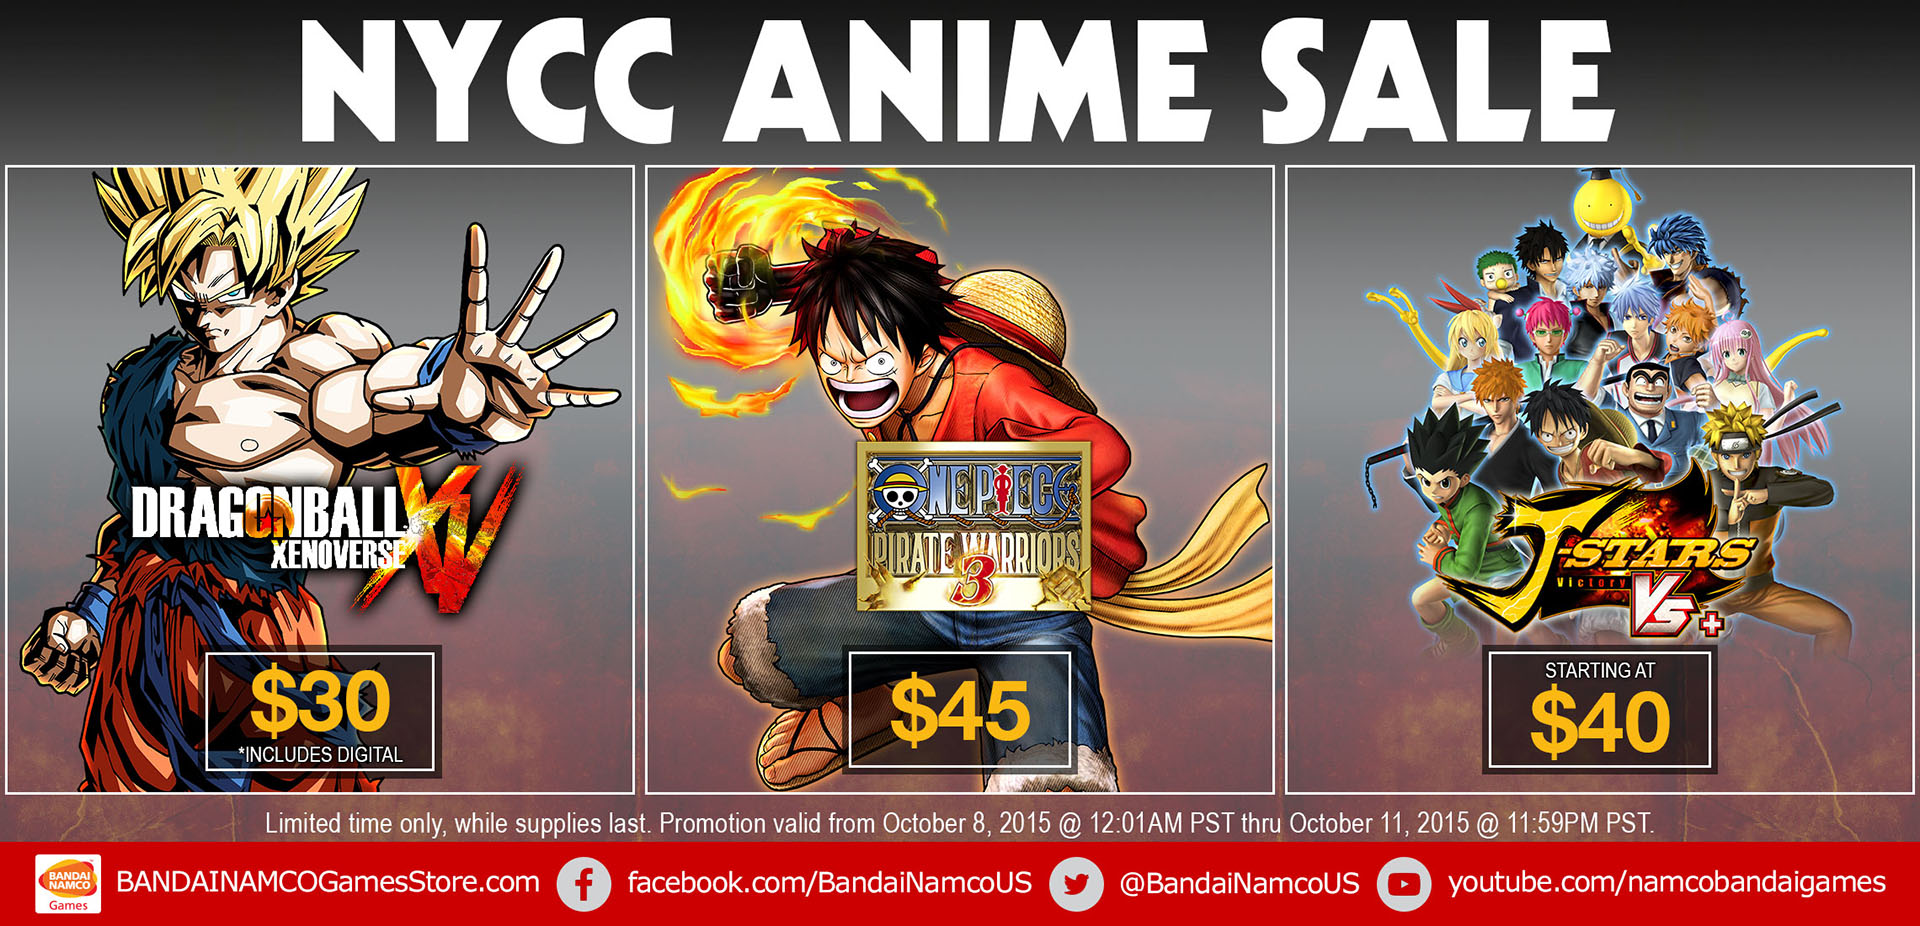 NYCC ANIME SALE
DRAGONBALL
XENOVERSE
XV
$30
*INCLUDES DIGITAL
ONE PIECE
PIRATE WARRIORS
3
$45
J-STARS
Victory
VS+
STARTING AT
$40
Limited time only, while supplies last. Promotion valid from October 8, 2015 @ 12:01AM PST thru October 11, 2015 @ 11:59PM PST.
BANDAI
NAMCO
Games
BANDAINAMCOGamesStore.com
facebook.com/BandaiNamcoUS
@BandaiNamcoUS
youtube.com/namcobandaigames